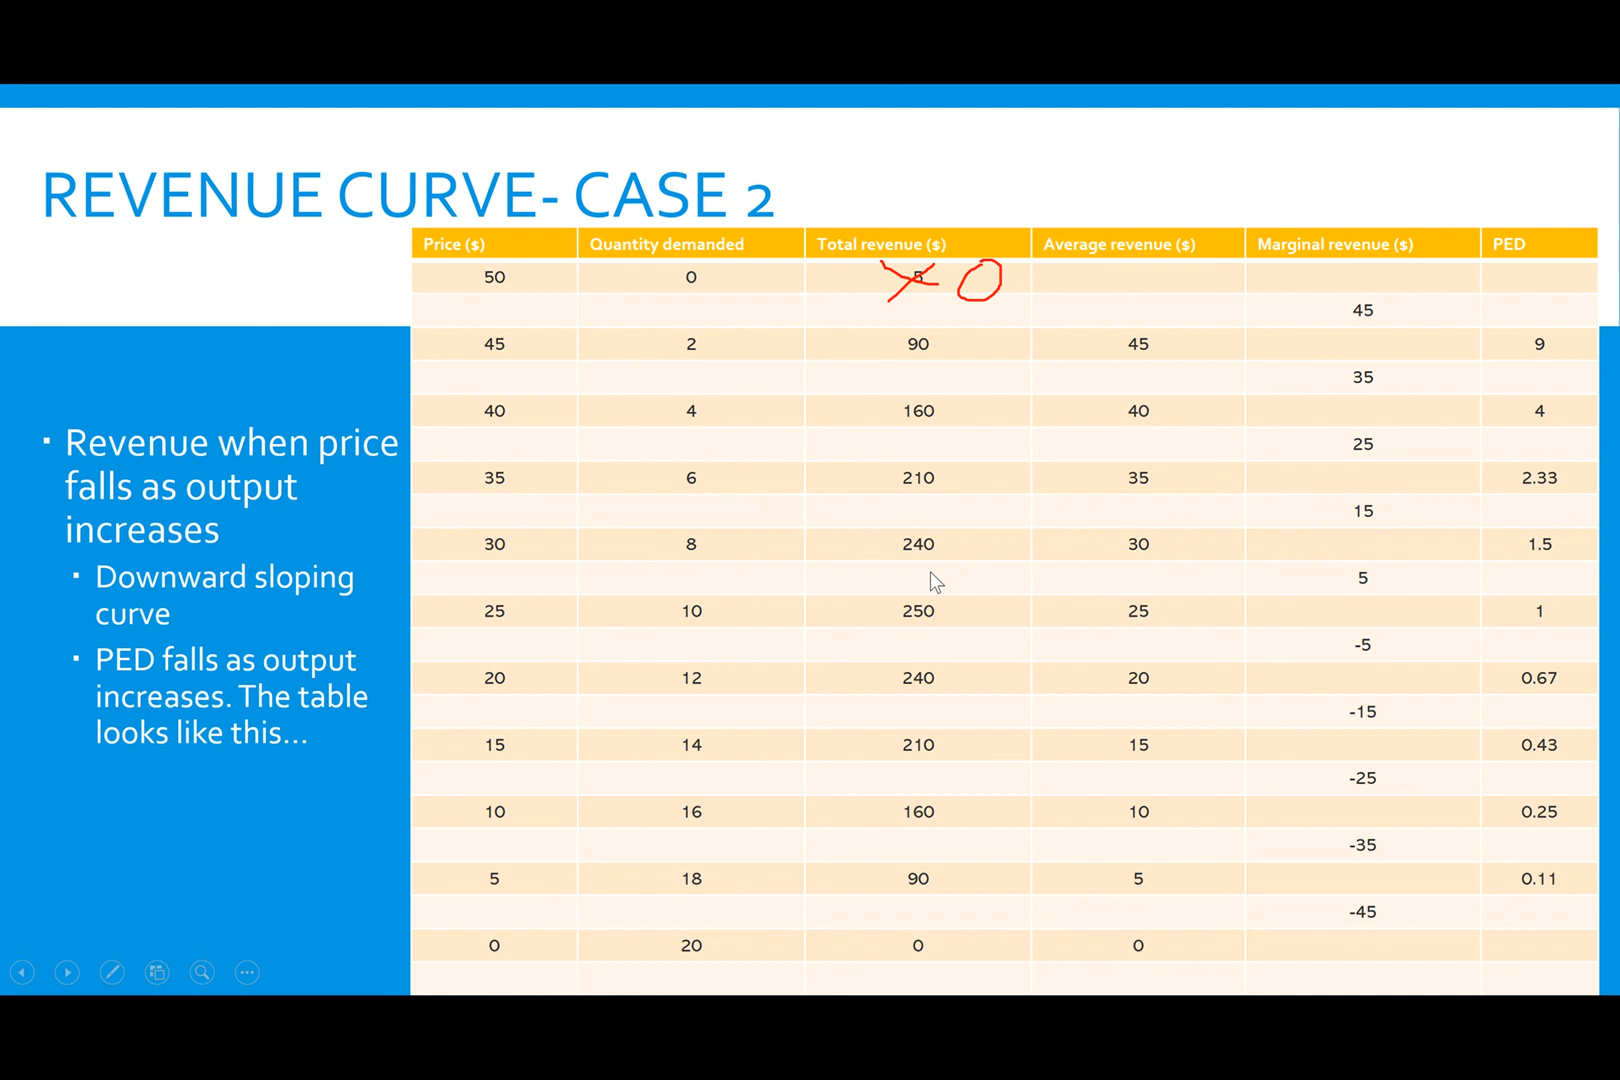 REVENUE CURVE- CASE 2
▪ Revenue when price
falls as output
increases
▪ Downward sloping
curve
▪ PED falls as output
increases. The table
looks like this...
Price ($) Quantity demanded Total revenue ($) Average revenue ($) Marginal revenue ($) PED
50 0 5 0
45
45 2 90 45 9
35
40 4 160 40 4
25
35 6 210 35 2.33
15
30 8 240 30 1.5
5
25 10 250 25 1
-5
20 12 240 20 0.67
-15
15 14 210 15 0.43
-25
10 16 160 10 0.25
-35
5 18 90 5 0.11
-45
0 20 0 0